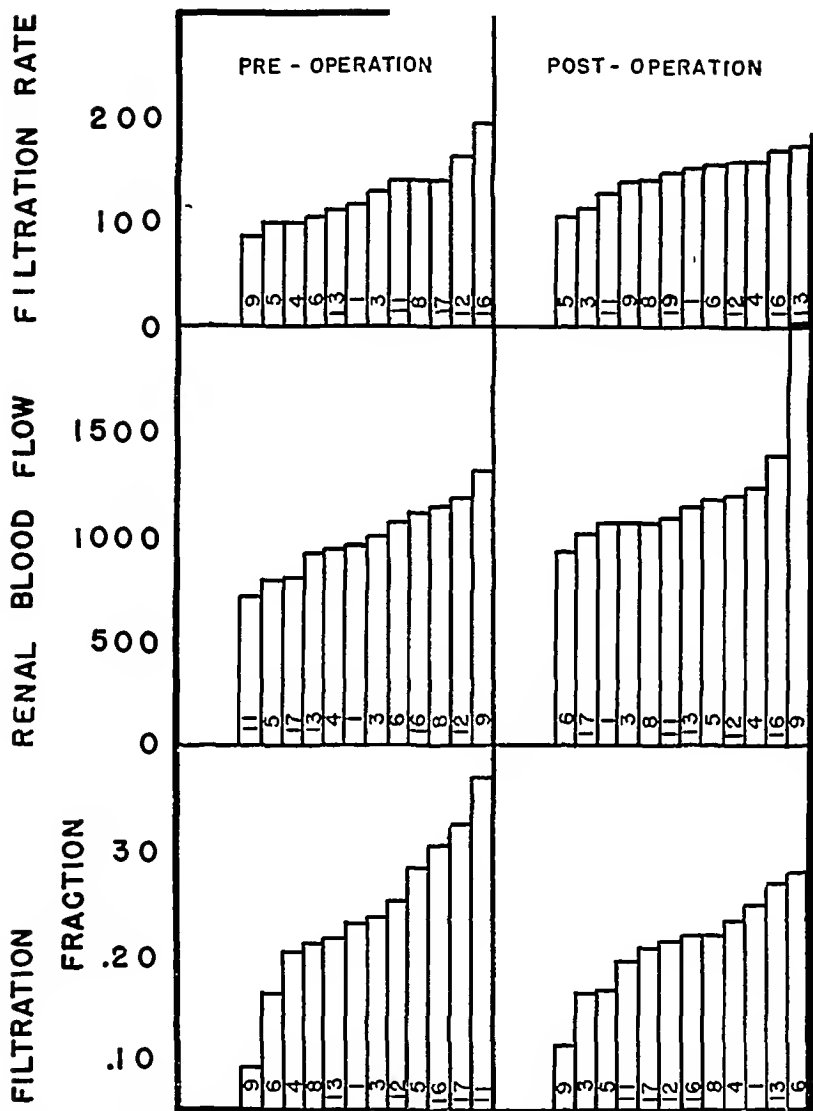 PRE - OPERATION
POST - OPERATION
FILTRATION RATE
200
100
0
9 5 4 6 13 1 3 11 8 17 12 16
5 3 11 9 8 19 1 6 12 4 16 13
RENAL BLOOD FLOW
1500
1000
500
0
11 5 17 13 4 1 3 6 16 8 12 9
6 17 1 3 8 11 13 5 12 4 16 9
FILTRATION
FRACTION
30
.20
.10
9 6 4 8 13 1 3 12 5 16 17 11
9 3 5 11 17 12 16 8 4 1 13 6